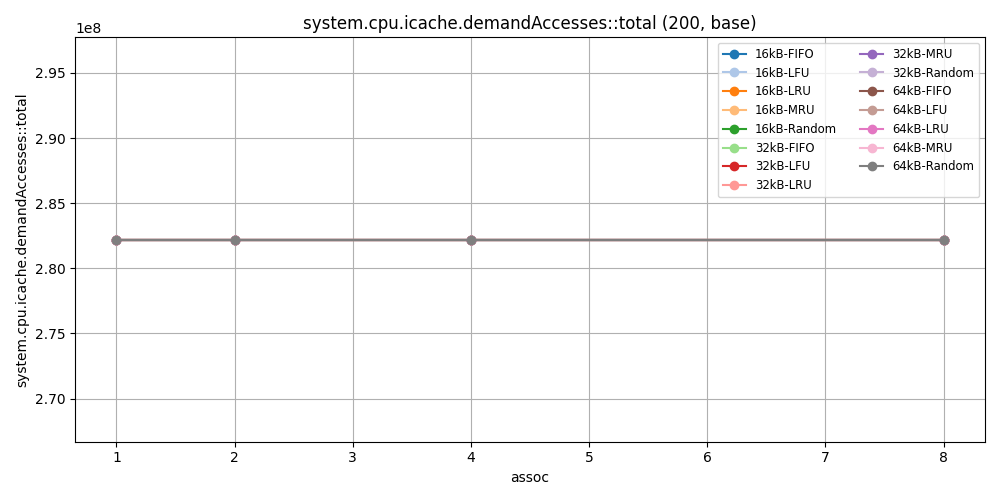 system.cpu.icache.demandAccesses::total (200, base)
1e8
2.95
2.90
2.85
2.80
2.75
2.70
system.cpu.icache.demandAccesses::total
16kB-FIFO
16kB-LFU
16kB-LRU
16kB-MRU
16kB-Random
32kB-FIFO
32kB-LFU
32kB-LRU
32kB-MRU
32kB-Random
64kB-FIFO
64kB-LFU
64kB-LRU
64kB-MRU
64kB-Random
1 2 3 4 5 6 7 8
assoc